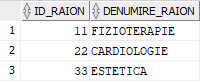 ID_RAION DENUMIRE_RAION
1 11 FIZIOTERAPIE
2 22 CARDIOLOGIE
3 33 ESTETICA